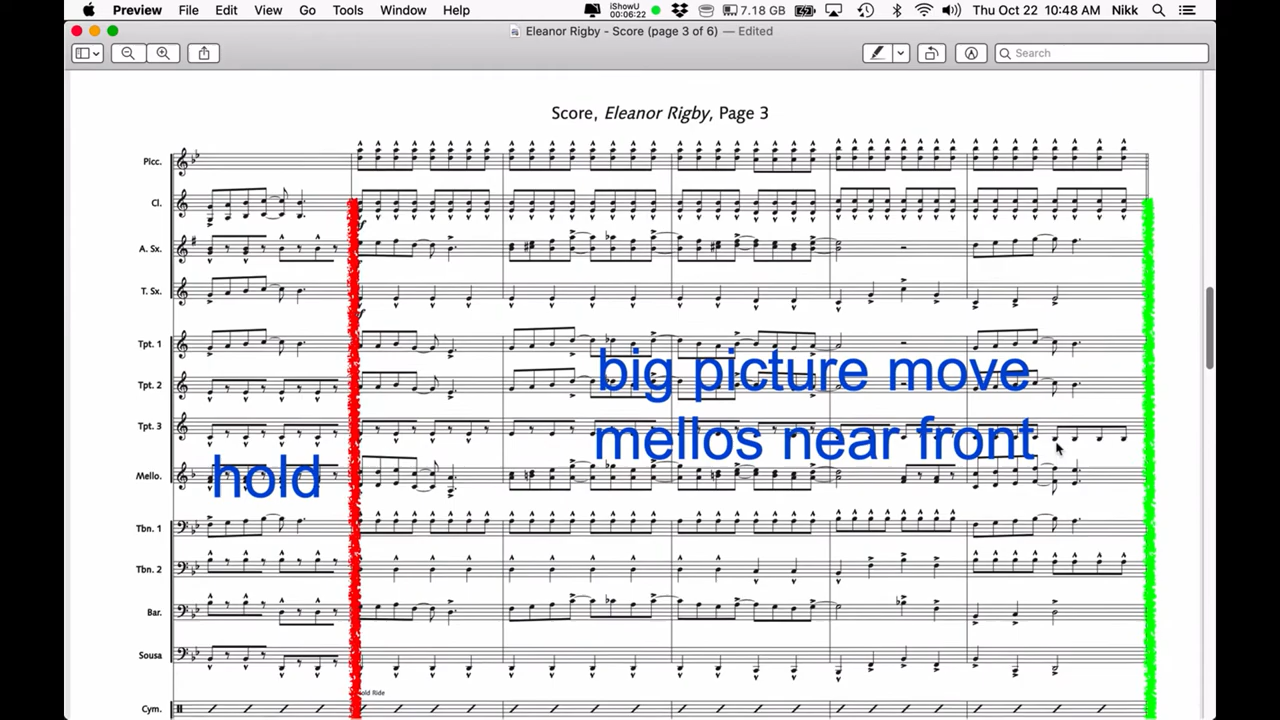 Preview File Edit View Go Tools Window Help iShowU 00:06:22 7.18 GB Thu Oct 22 10:48 AM Nikk
Eleanor Rigby - Score (page 3 of 6) — Edited
Search
Score, Eleanor Rigby, Page 3
Picc.
Cl.
A. Sx.
T. Sx.
Tpt. 1
Tpt. 2
Tpt. 3
Mello.
Tbn. 1
Tbn. 2
Bar.
Sousa
Cym.
big picture move
mellos near front
hold